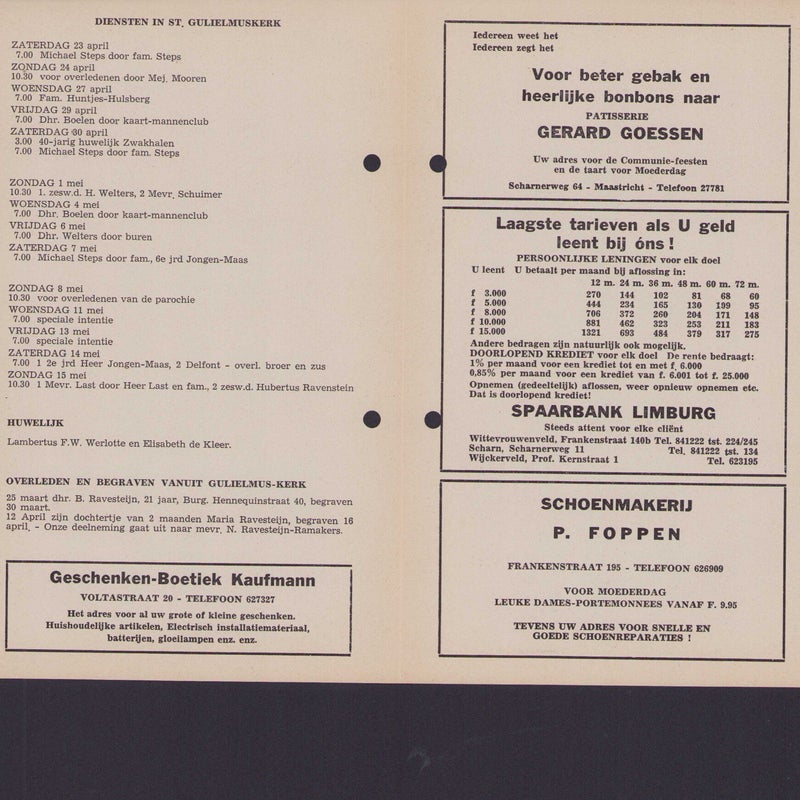 DIENSTEN IN ST. GULIELMUSKERK
ZATERDAG 23 april
7.00 Michael Steps door fam. Steps
ZONDAG 24 april
10.30 voor overledenen door Mej. Mooren
WOENSDAG 27 april
7.00 Fam. Huntjes-Hulsberg
VRIJDAG 29 april
7.00 Dhr. Boelen door kaart-mannenclub
ZATERDAG 30 april
3.00 40-jarig huwelijk Zwakhalen
7.00 Michael Steps door fam. Steps
ZONDAG 1 mei
10.30 1. zesw.d. H. Welters, 2 Mevr. Schuimer
WOENSDAG 4 mei
7.00 Dhr. Boelen door kaart-mannenclub
VRIJDAG 6 mei
7.00 Dhr. Welters door buren
ZATERDAG 7 mei
7.00 Michael Steps door fam., 6e jrd Jongen-Maas
ZONDAG 8 mei
10.30 voor overledenen van de parochie
WOENSDAG 11 mei
7.00 speciale intentie
VRIJDAG 13 mei
7.00 speciale intentie
ZATERDAG 14 mei
7.00 1 2e jrd Heer Jongen-Maas, 2 Delfont - overl. broer en zus
ZONDAG 15 mei
10.30 1 Mevr. Last door Heer Last en fam., 2 zesw.d. Hubertus Ravenstein
HUWELIJK
Lambertus F.W. Werlotte en Elisabeth de Kleer.
OVERLEDEN EN BEGRAVEN VANUIT GULIELMUS-KERK
25 maart dhr. B. Ravesteijn, 21 jaar, Burg. Hennequinstraat 40, begraven
30 maart.
12 April zijn dochtertje van 2 maanden Maria Ravesteijn, begraven 16
april. - Onze deelneming gaat uit naar mevr. N. Ravesteijn-Ramakers.
Geschenken-Boetiek Kaufmann
VOLTASTRAAT 20 - TELEFOON 627327
Het adres voor al uw grote of kleine geschenken.
Huishoudelijke artikelen, Electrisch installatiemateriaal,
batterijen, gloeilampen enz. enz.
Iedereen weet het
Iedereen zegt het
Voor beter gebak en
heerlijke bonbons naar
PATISSERIE
GERARD GOESSEN
Uw adres voor de Communie-feesten
en de taart voor Moederdag
Scharnerweg 64 - Maastricht - Telefoon 27781
Laagste tarieven als U geld
leent bij óns!
PERSOONLIJKE LENINGEN voor elk doel
U leent U betaalt per maand bij aflossing in:
12 m. 24 m. 36 m. 48 m. 60 m. 72 m.
f 3.000 270 144 102 81 68 60
f 5.000 444 234 165 130 199 95
f 8.000 706 372 260 204 171 148
f 10.000 881 462 323 253 211 183
f 15.000 1321 693 484 379 317 275
Andere bedragen zijn natuurlijk ook mogelijk.
DOORLOPEND KREDIET voor elk doel De rente bedraagt:
1% per maand voor een krediet tot en met f. 6.000
0,85% per maand voor een krediet van f. 6.001 tot f. 25.000
Opnemen (gedeeltelijk) aflossen, weer opnieuw opnemen etc.
Dat is doorlopend krediet!
SPAARBANK LIMBURG
Steeds attent voor elke cliënt
Wittevrouwenveld, Frankenstraat 140b Tel. 841222 tst. 224/245
Scharn, Scharnerweg 11 Tel. 841222 tst. 134
Wijckerveld, Prof. Kernstraat 1 Tel. 623195
SCHOENMAKERIJ
P. FOPPEN
FRANKENSTRAAT 195 - TELEFOON 626909
VOOR MOEDERDAG
LEUKE DAMES-PORTEMONNEES VANAF F. 9.95
TEVENS UW ADRES VOOR SNELLE EN
GOEDE SCHOENREPARATIES !